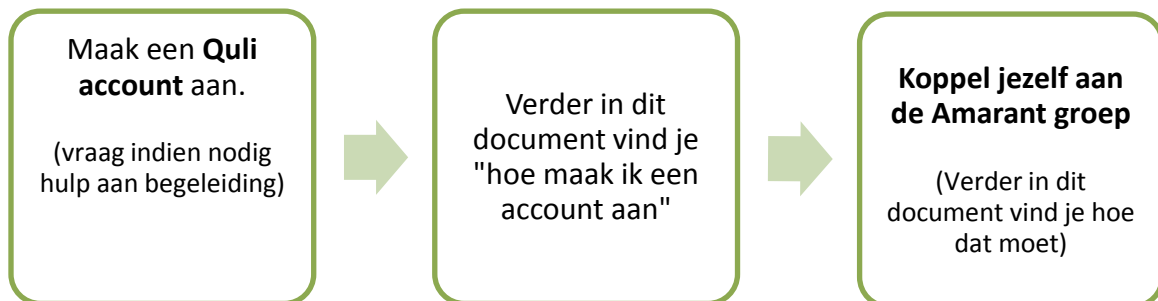 Maak een Quli
account aan.
(vraag indien nodig
hulp aan begeleiding)
Verder in dit
document vind je
"hoe maak ik een
account aan"
Koppel jezelf aan
de Amarant groep
(Verder in dit
document vind je hoe
dat moet)